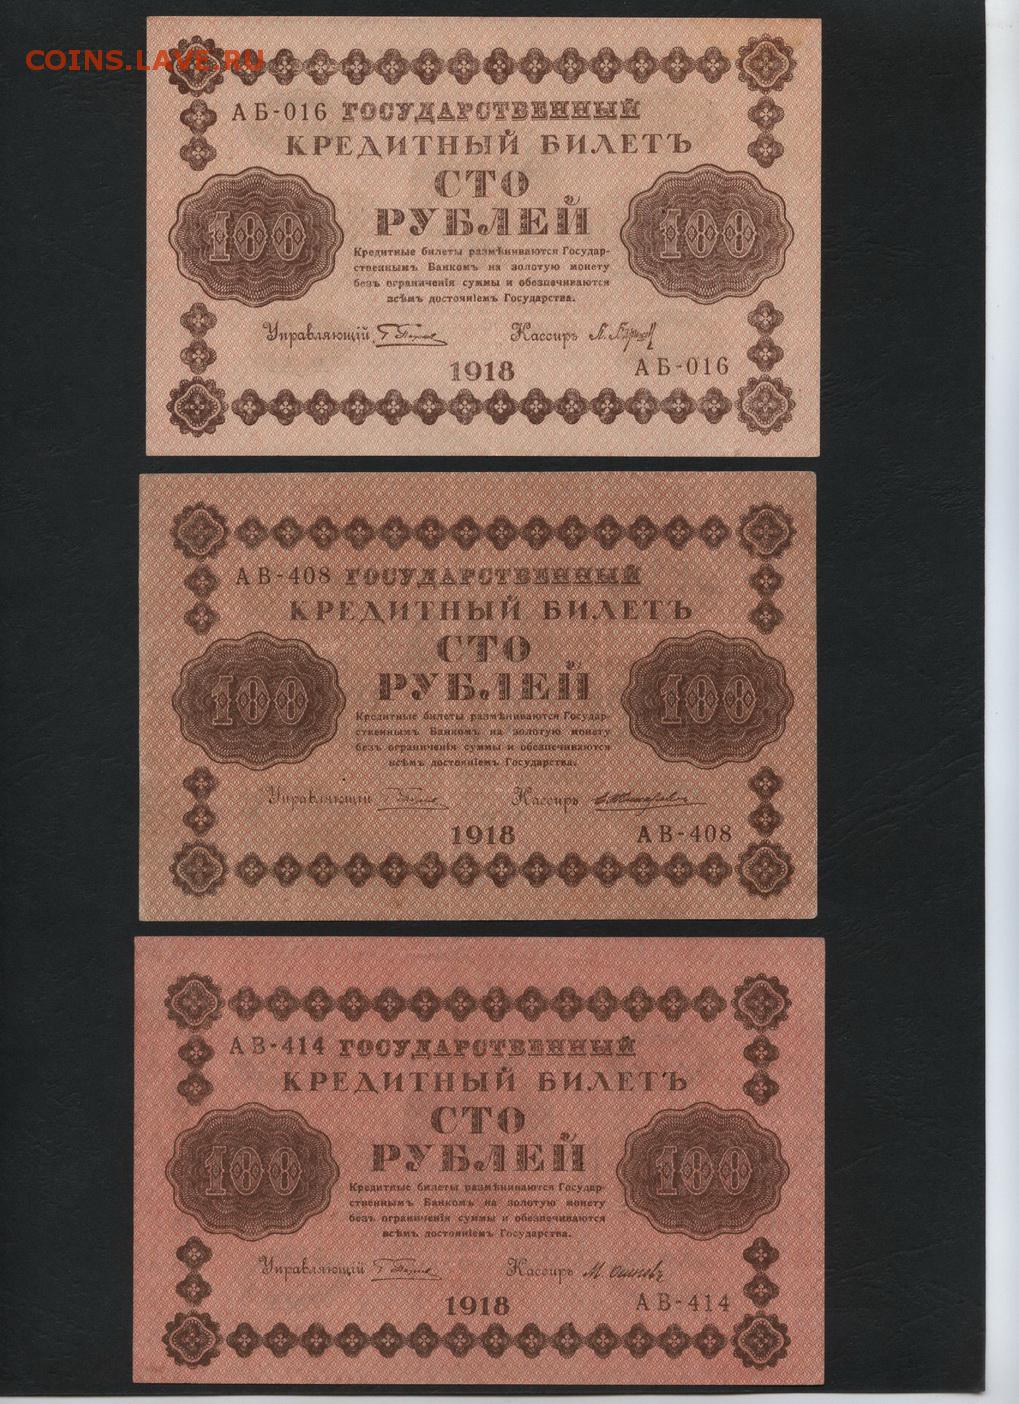 COINS.LAVE.RU
АБ-016 ГОСУДАРСТВЕННЫЙ
КРЕДИТНЫЙ БИЛЕТЪ
СТО
РУБЛЕЙ
100 100
Кредитные билеты размѣниваются Государ-
ственнымъ Банкомъ на золотую монету
безъ ограниченія суммы и обезпечиваются
всѣмъ достояніемъ Государства.
Управляющій Кассиръ
1918 АБ-016
АВ-408 ГОСУДАРСТВЕННЫЙ
КРЕДИТНЫЙ БИЛЕТЪ
СТО
РУБЛЕЙ
100 100
Кредитные билеты размѣниваются Государ-
ственнымъ Банкомъ на золотую монету
безъ ограниченія суммы и обезпечиваются
всѣмъ достояніемъ Государства.
Управляющій Кассиръ
1918 АВ-408
АВ-414 ГОСУДАРСТВЕННЫЙ
КРЕДИТНЫЙ БИЛЕТЪ
СТО
РУБЛЕЙ
100 100
Кредитные билеты размѣниваются Государ-
ственнымъ Банкомъ на золотую монету
безъ ограниченія суммы и обезпечиваются
всѣмъ достояніемъ Государства.
Управляющій Кассиръ М. Осиповъ
1918 АВ-414